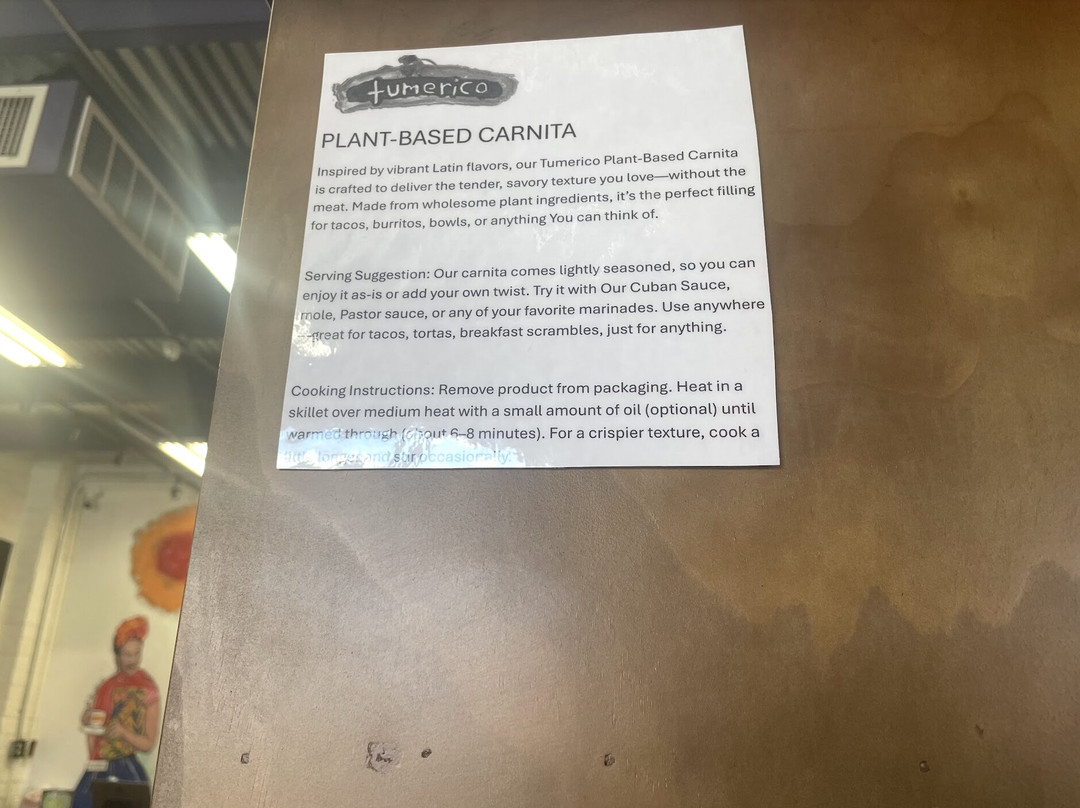 tumerico
PLANT-BASED CARNITA
Inspired by vibrant Latin flavors, our Tumerico Plant-Based Carnita
is crafted to deliver the tender, savory texture you love—without the
meat. Made from wholesome plant ingredients, it's the perfect filling
for tacos, burritos, bowls, or anything You can think of.
Serving Suggestion: Our carnita comes lightly seasoned, so you can
enjoy it as-is or add your own twist. Try it with Our Cuban Sauce,
mole, Pastor sauce, or any of your favorite marinades. Use anywhere
—great for tacos, tortas, breakfast scrambles, just for anything.
Cooking Instructions: Remove product from packaging. Heat in a
skillet over medium heat with a small amount of oil (optional) until
warmed through (about 6–8 minutes). For a crispier texture, cook a
little longer and stir occasionally.